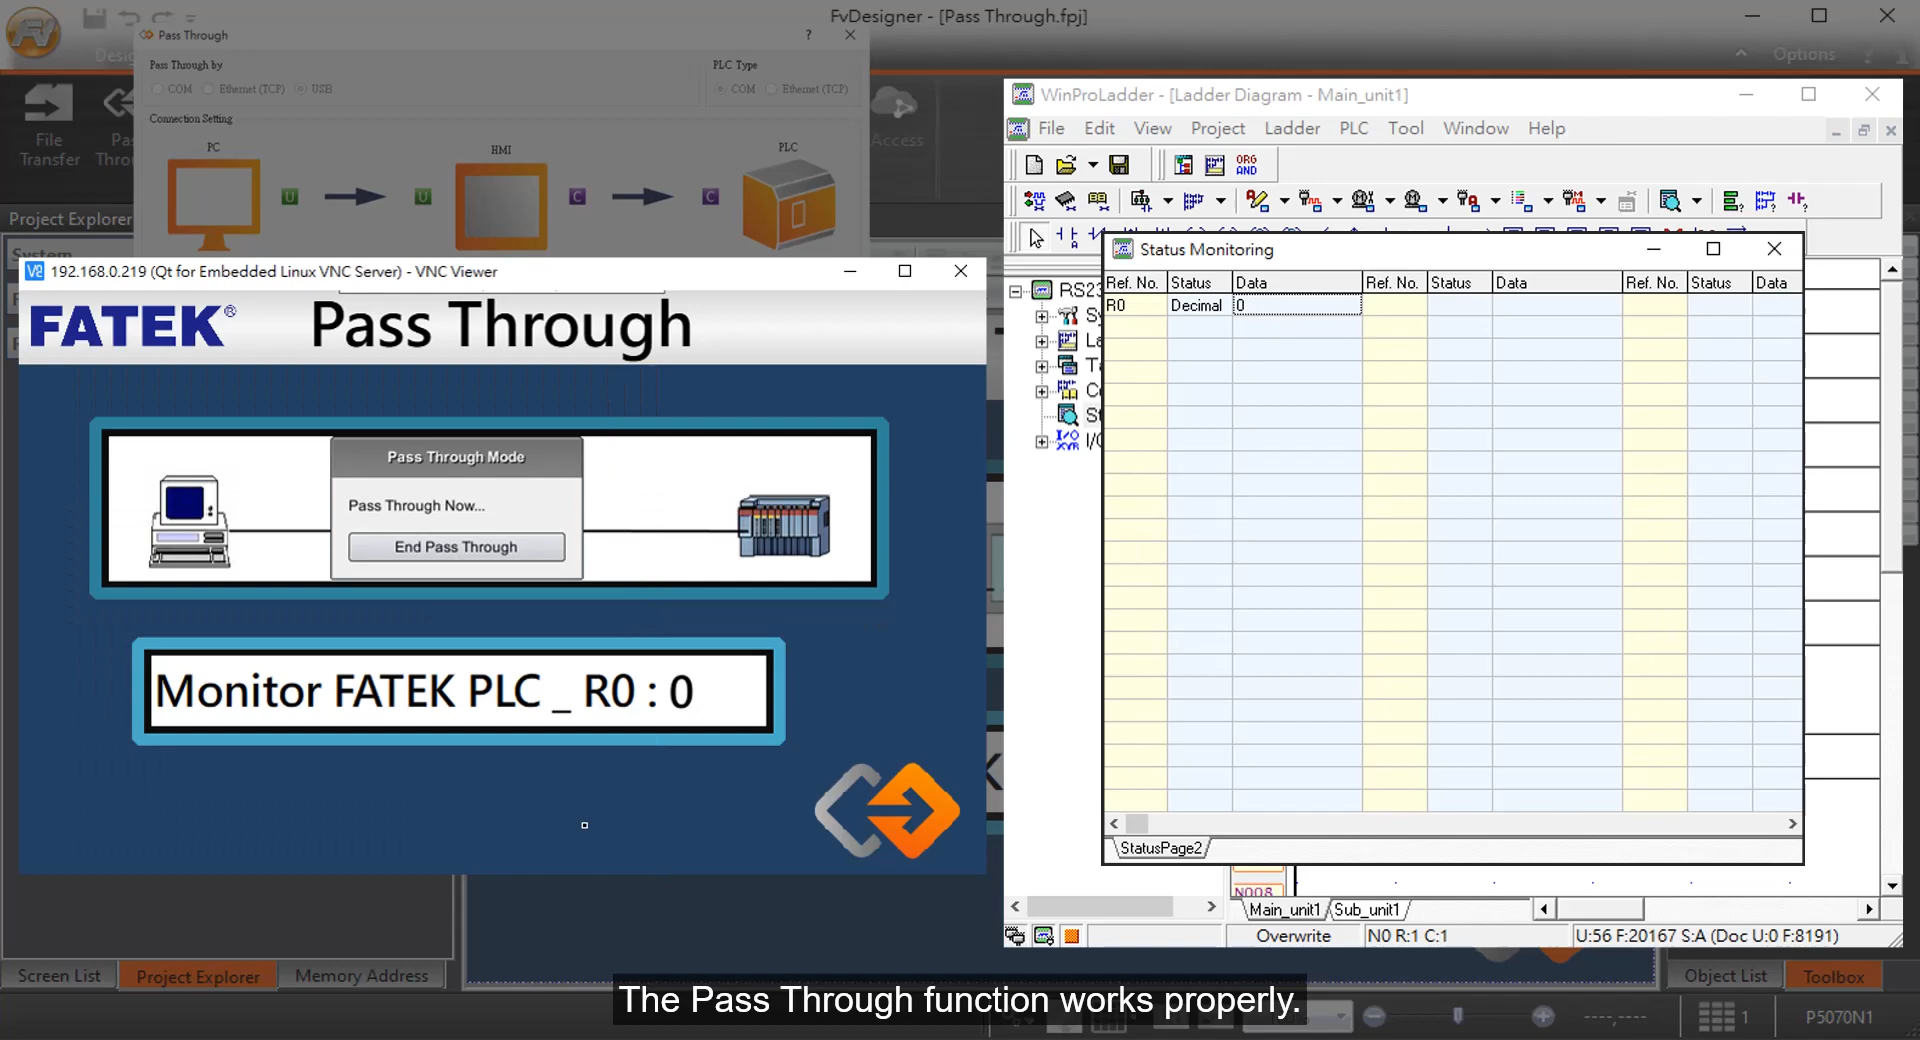 FvDesigner - [Pass Through.fpj]
Pass Through
?
Options
Pass Through by
COM
Ethernet (TCP)
USB
PLC Type
COM
Ethernet (TCP)
Connection Setting
PC
HMI
PLC
U
U
C
C
File
Transfer
Access
Project Explorer
System
192.168.0.219 (Qt for Embedded Linux VNC Server) - VNC Viewer
FATEK®
Pass Through
Pass Through Mode
Pass Through Now...
End Pass Through
Monitor FATEK PLC _ R0 : 0
WinProLadder - [Ladder Diagram - Main_unit1]
File Edit View Project Ladder PLC Tool Window Help
ORG
AND
Status Monitoring
Ref. No. Status Data Ref. No. Status Data Ref. No. Status Data
R0 Decimal 0
StatusPage2
N008
Main_unit1 Sub_unit1
Overwrite
N0 R:1 C:1
U:56 F:20167 S:A (Doc U:0 F:8191)
Screen List
Project Explorer
Memory Address
Object List
Toolbox
The Pass Through function works properly.
1
P5070N1